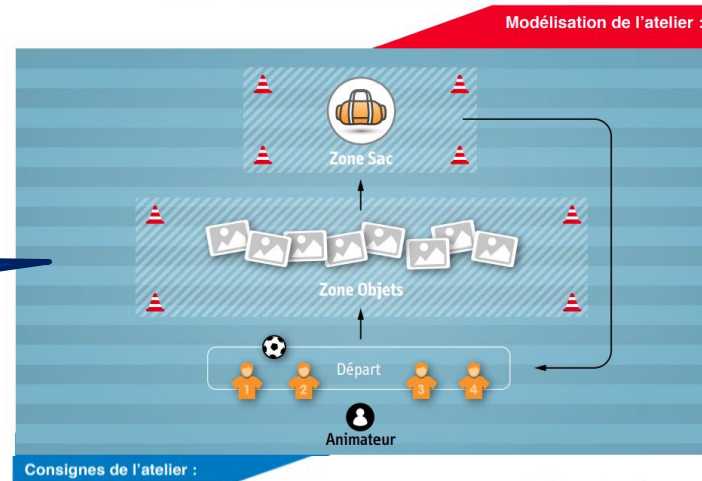 Modélisation de l'atelier :
Zone Sac
Zone Objets
Départ
1
2
3
4
Animateur
Consignes de l'atelier :